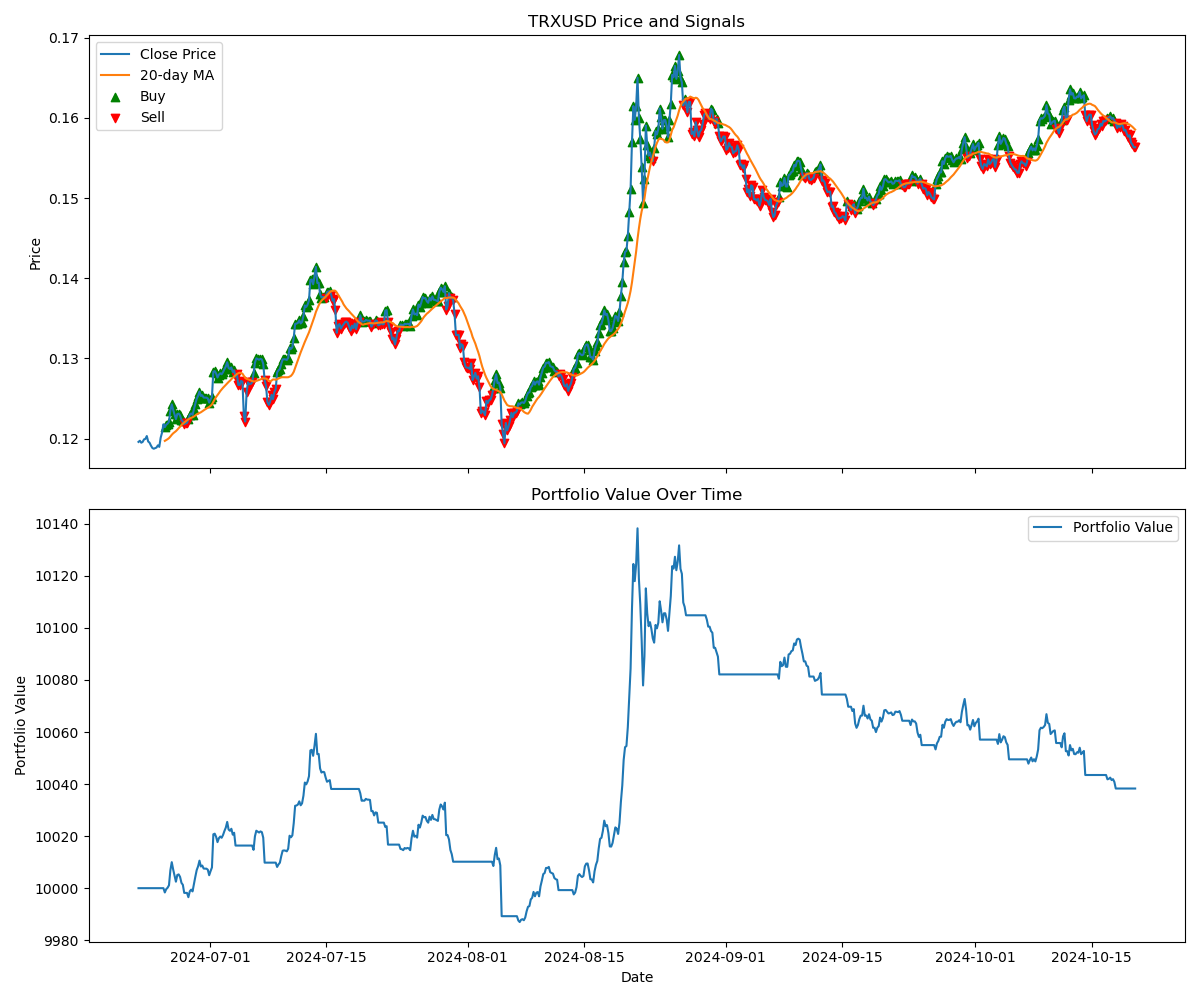 TRXUSD Price and Signals
Close Price
20-day MA
Buy
Sell
Price
0.17
0.16
0.15
0.14
0.13
0.12
Portfolio Value Over Time
Portfolio Value
Portfolio Value
10140
10120
10100
10080
10060
10040
10020
10000
9980
2024-07-01 2024-07-15 2024-08-01 2024-08-15 2024-09-01 2024-09-15 2024-10-01 2024-10-15
Date